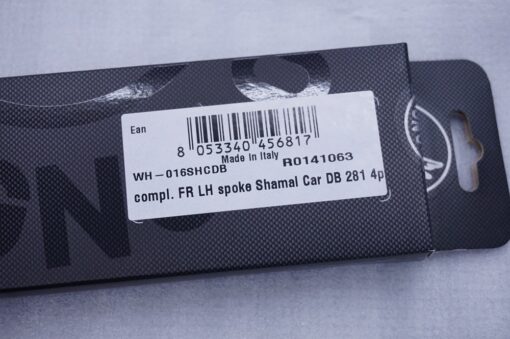 Ean
8 053340 456817
Made in Italy
WH-016SHCDB R0141063
compl. FR LH spoke Shamal Car DB 281 4p